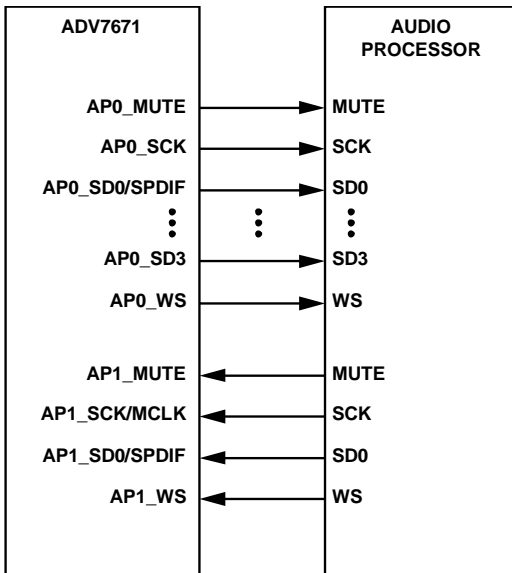 ADV7671
AUDIO
PROCESSOR
AP0_MUTE MUTE
AP0_SCK SCK
AP0_SD0/SPDIF SD0
AP0_SD3 SD3
AP0_WS WS
AP1_MUTE MUTE
AP1_SCK/MCLK SCK
AP1_SD0/SPDIF SD0
AP1_WS WS